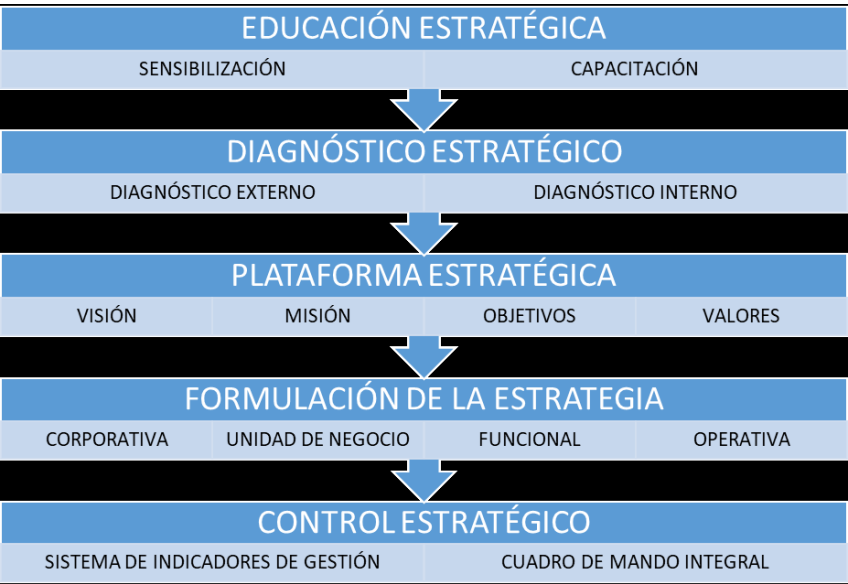 EDUCACIÓN ESTRATÉGICA
SENSIBILIZACIÓN CAPACITACIÓN
DIAGNÓSTICO ESTRATÉGICO
DIAGNÓSTICO EXTERNO DIAGNÓSTICO INTERNO
PLATAFORMA ESTRATÉGICA
VISIÓN MISIÓN OBJETIVOS VALORES
FORMULACIÓN DE LA ESTRATEGIA
CORPORATIVA UNIDAD DE NEGOCIO FUNCIONAL OPERATIVA
CONTROL ESTRATÉGICO
SISTEMA DE INDICADORES DE GESTIÓN CUADRO DE MANDO INTEGRAL